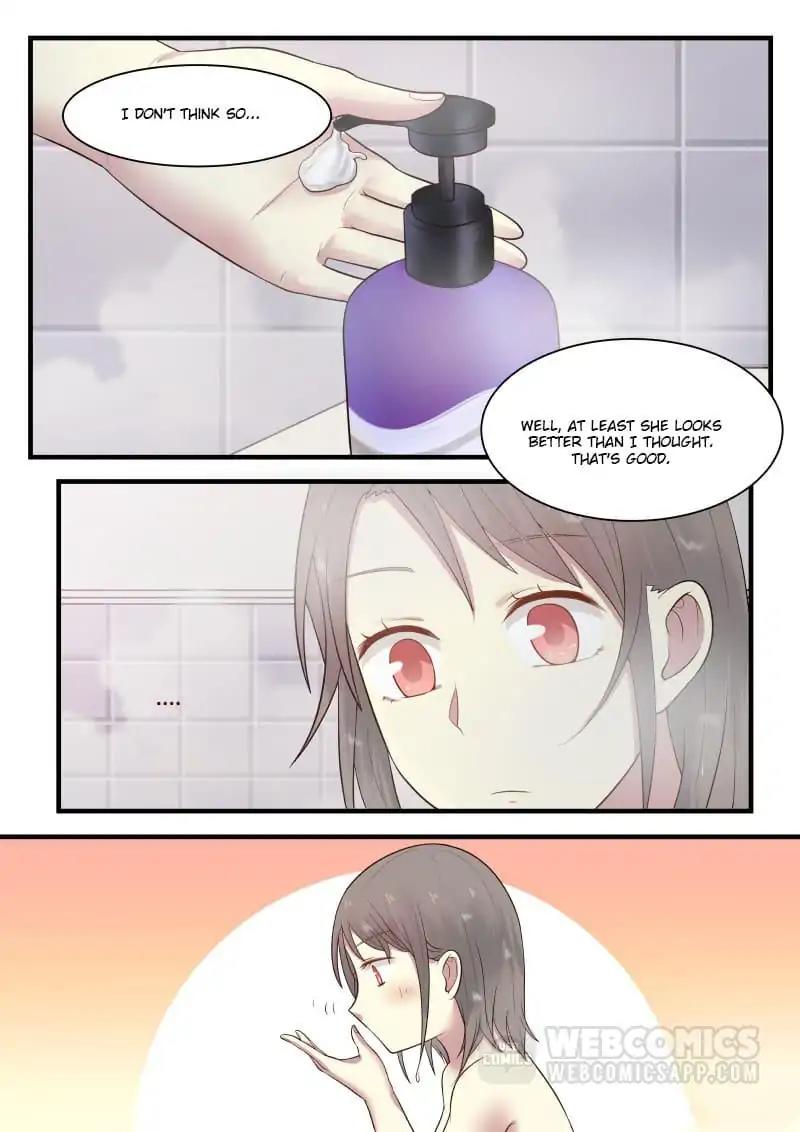 I DON'T THINK SO...
WELL, AT LEAST SHE LOOKS
BETTER THAN I THOUGHT.
THAT'S GOOD.
....
WEBCOMICS
WEBCOMICSAPP.COM